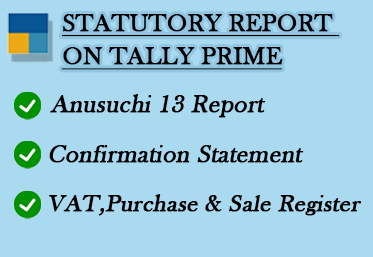 STATUTORY REPORT
ON TALLY PRIME
Anusuchi 13 Report
Confirmation Statement
VAT,Purchase & Sale Register